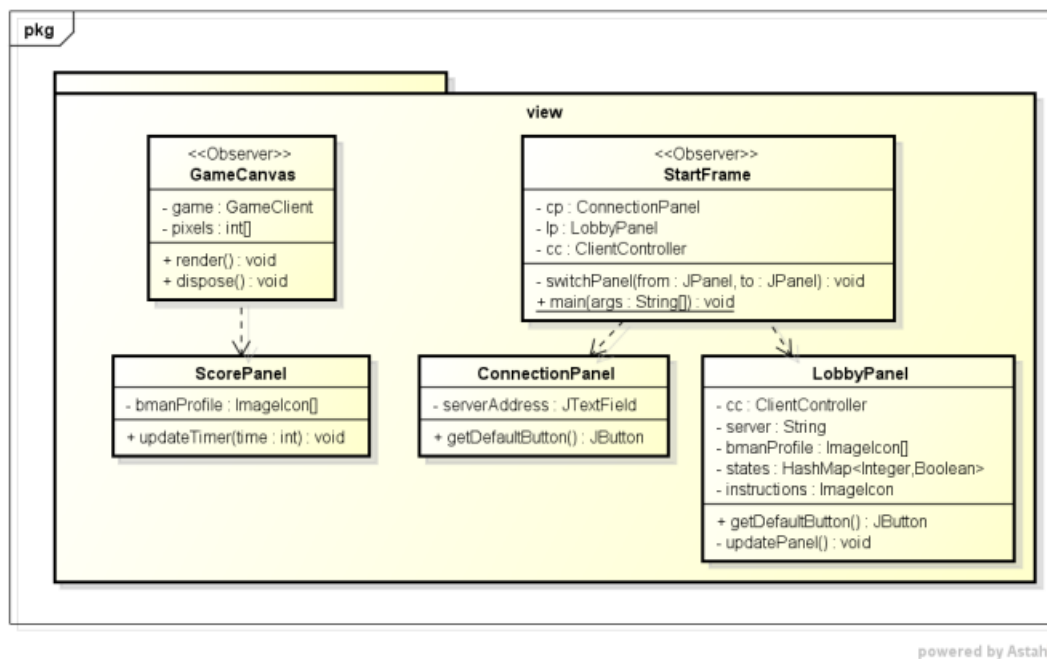 pkg
view
<<Observer>>
GameCanvas
- game : GameClient
- pixels : int[]
+ render() : void
+ dispose() : void
<<Observer>>
StartFrame
- cp : ConnectionPanel
- lp : LobbyPanel
- cc : ClientController
- switchPanel(from : JPanel, to : JPanel) : void
+ main(args : String[]) : void
ScorePanel
- bmanProfile : ImageIcon[]
+ updateTimer(time : int) : void
ConnectionPanel
- serverAddress : JTextField
+ getDefaultButton() : JButton
LobbyPanel
- cc : ClientController
- server : String
- bmanProfile : ImageIcon[]
- states : HashMap<Integer,Boolean>
- instructions : ImageIcon
+ getDefaultButton() : JButton
- updatePanel() : void
powered by Astah